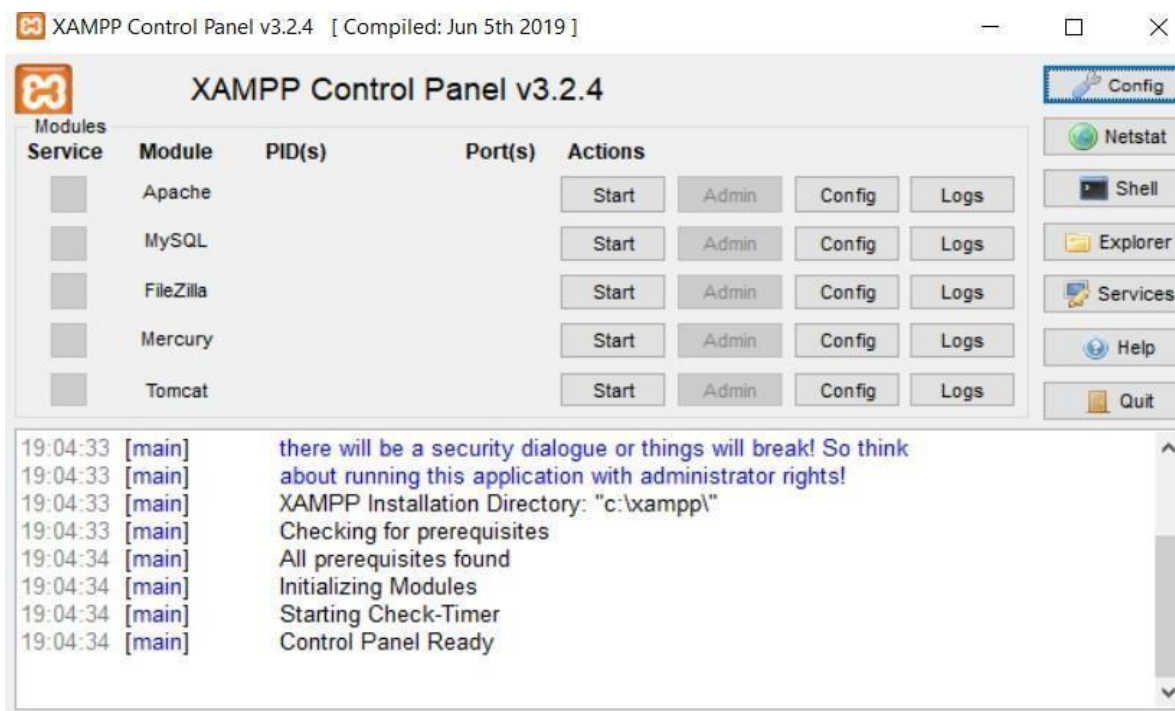 XAMPP Control Panel v3.2.4 [ Compiled: Jun 5th 2019 ]
XAMPP Control Panel v3.2.4
Config
Modules
Netstat
Service Module PID(s) Port(s) Actions
Apache Start Admin Config Logs
Shell
MySQL Start Admin Config Logs
Explorer
FileZilla Start Admin Config Logs
Services
Mercury Start Admin Config Logs
Help
Tomcat Start Admin Config Logs
Quit
19:04:33 [main] there will be a security dialogue or things will break! So think
19:04:33 [main] about running this application with administrator rights!
19:04:33 [main] XAMPP Installation Directory: "c:\xampp\"
19:04:33 [main] Checking for prerequisites
19:04:34 [main] All prerequisites found
19:04:34 [main] Initializing Modules
19:04:34 [main] Starting Check-Timer
19:04:34 [main] Control Panel Ready